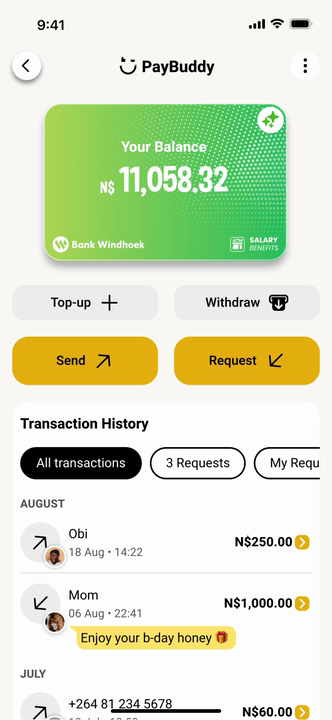 9:41
PayBuddy
Your Balance
N$ 11,058.32
Bank Windhoek
ATM
SALARY
BENEFITS
Top-up
Withdraw
Send
Request
Transaction History
All transactions
3 Requests
My Requ
AUGUST
Obi
18 Aug • 14:22
N$250.00
Mom
06 Aug • 22:41
N$1,000.00
Enjoy your b-day honey 🎁
JULY
+264 81 234 5678
N$60.00